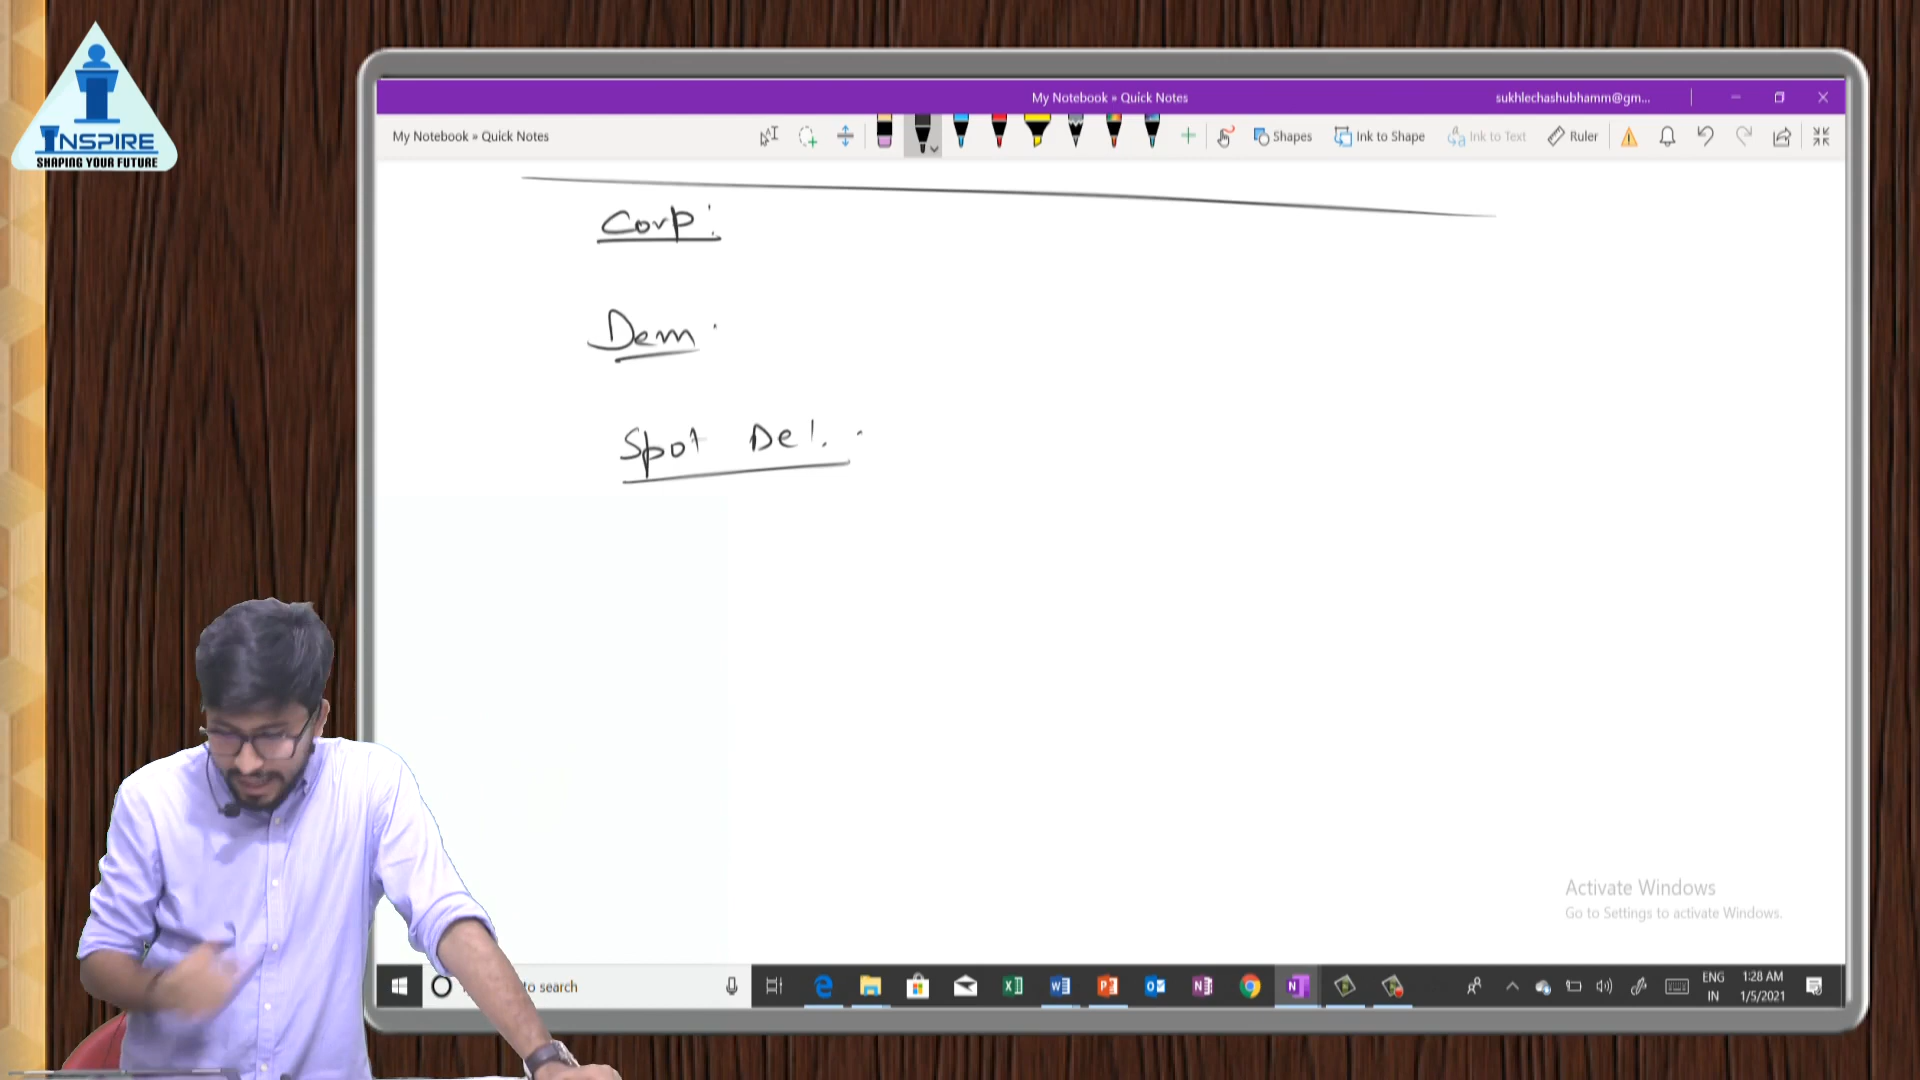 INSPIRE
SHAPING YOUR FUTURE
My Notebook » Quick Notes
sukhlechashubhamm@gm...
My Notebook » Quick Notes
Shapes
Ink to Shape
Ink to Text
Ruler
Corp:
Dem.
Spot Del.
Activate Windows
Go to Settings to activate Windows.
to search
ENG
IN
1:28 AM
1/5/2021